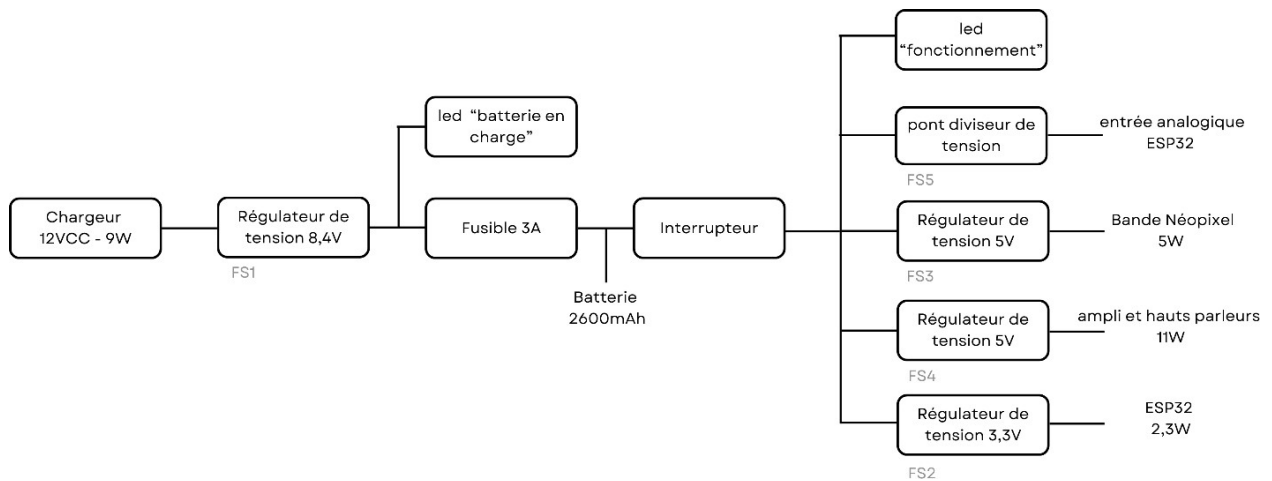 led
“fonctionnement”
led “batterie en
charge”
pont diviseur de
tension
entrée analogique
ESP32
FS5
Chargeur
12VCC - 9W
Régulateur de
tension 8,4V
FS1
Fusible 3A
Interrupteur
Régulateur de
tension 5V
Bande Néopixel
5W
FS3
Batterie
2600mAh
Régulateur de
tension 5V
ampli et hauts parleurs
11W
FS4
Régulateur de
tension 3,3V
ESP32
2,3W
FS2